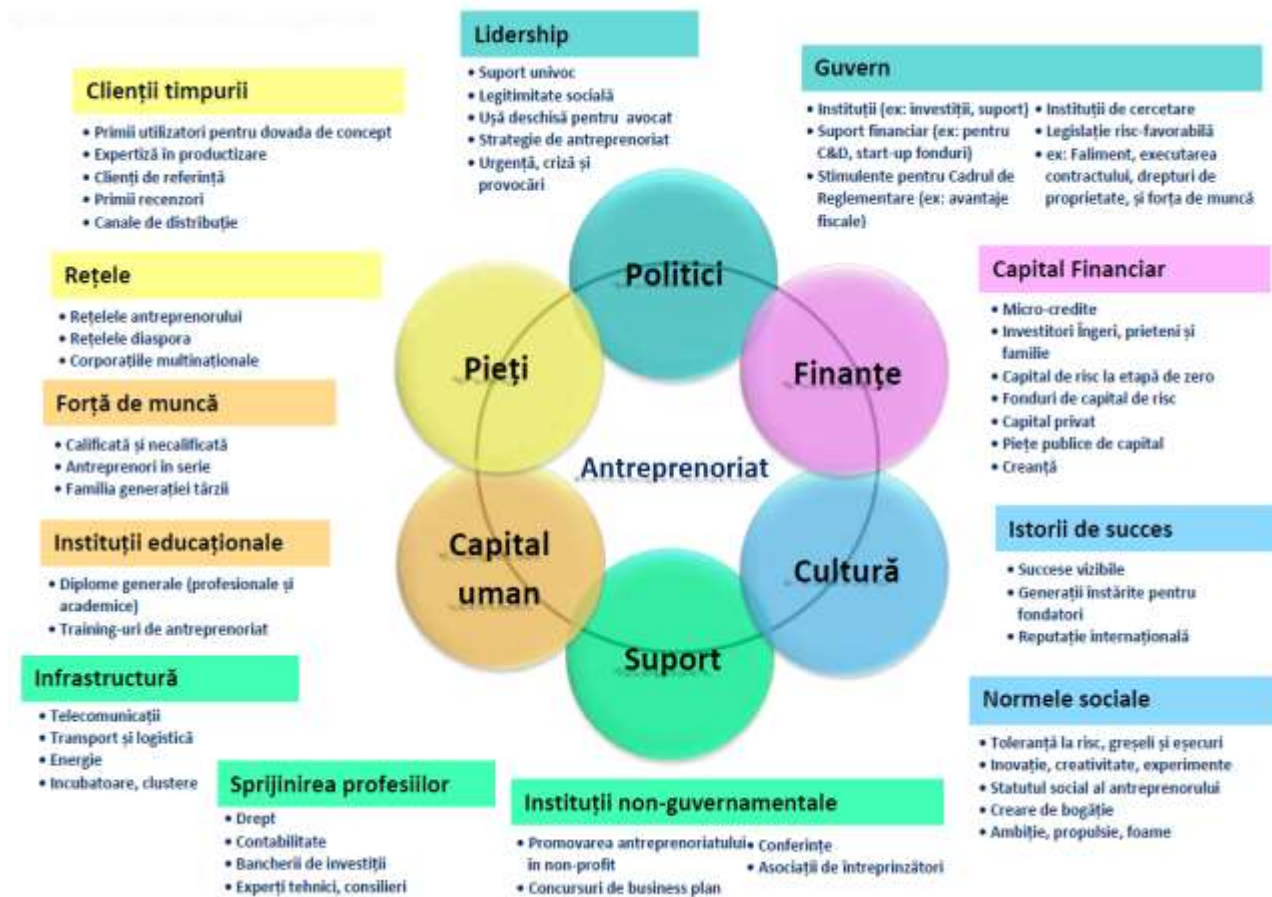 Lidership
• Suport univoc
• Legitimitate socială
• Ușă deschisă pentru avocat
• Strategie de antreprenoriat
• Urgență, criză și
provocări
Guvern
• Instituții (ex: investiții, suport)
• Suport financiar (ex: pentru
C&D, start-up fonduri)
• Stimulente pentru Cadrul de
Reglementare (ex: avantaje
fiscale)
• Instituții de cercetare
• Legislație risc-favorabilă
• ex: Faliment, executarea
contractului, drepturi de
proprietate, și forța de muncă
Clienții timpurii
• Primii utilizatori pentru dovada de concept
• Expertiză în productizare
• Clienți de referință
• Primii recenzori
• Canale de distribuție
Rețele
• Rețelele antreprenorului
• Rețelele diaspora
• Corporațiile multinaționale
Forță de muncă
• Calificată și necalificată
• Antreprenori în serie
• Familia generației târzii
Instituții educaționale
• Diplome generale (profesionale și
academice)
• Training-uri de antreprenoriat
Infrastructură
• Telecomunicații
• Transport și logistică
• Energie
• Incubatoare, clustere
Politici
Pieți
Finanțe
Antreprenoriat
Capital
uman
Cultură
Suport
Capital Financiar
• Micro-credite
• Investitori Îngeri, prieteni și
familie
• Capital de risc la etapă de zero
• Fonduri de capital de risc
• Capital privat
• Piețe publice de capital
• Creanță
Istorii de succes
• Succese vizibile
• Generații înstărite pentru
fondatori
• Reputație internațională
Normele sociale
• Toleranță la risc, greșeli și eșecuri
• Inovație, creativitate, experimente
• Statutul social al antreprenorului
• Creare de bogăție
• Ambiție, propulsie, foame
Sprijinirea profesiilor
• Drept
• Contabilitate
• Bancherii de investiții
• Experți tehnici, consilieri
Instituții non-guvernamentale
• Promovarea antreprenoriatului
în non-profit
• Concursuri de business plan
• Conferințe
• Asociații de întreprinzători